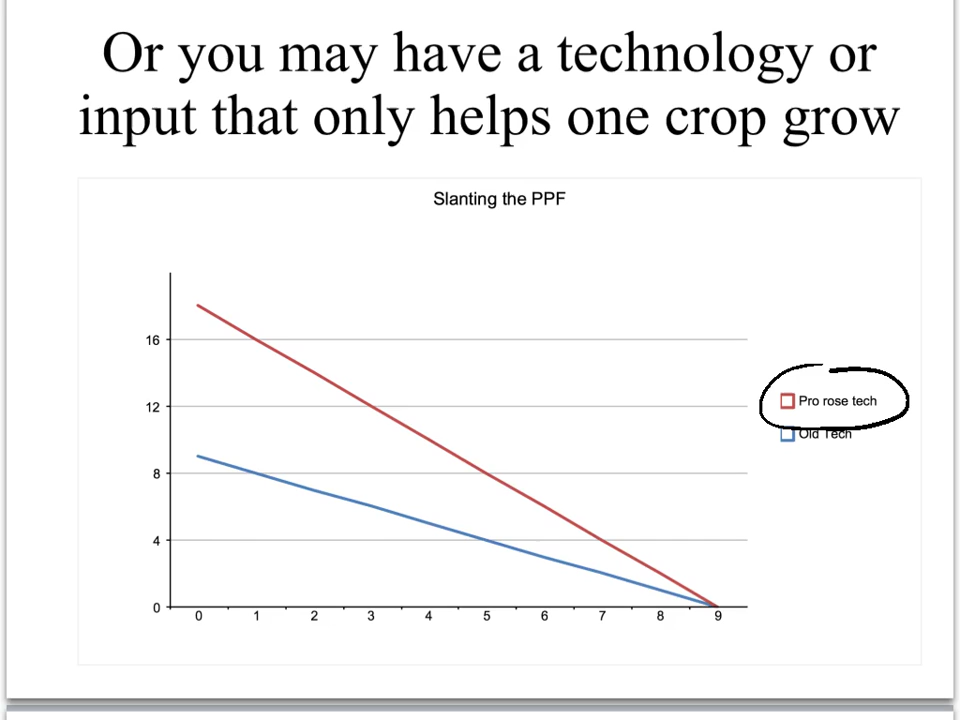 Or you may have a technology or
input that only helps one crop grow
Slanting the PPF
16
12
8
4
0
0 1 2 3 4 5 6 7 8 9
Pro rose tech
Old Tech